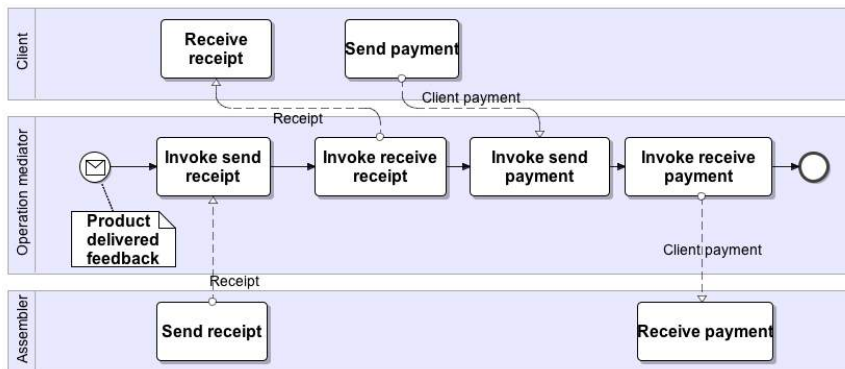 Client
Receive
receipt
Send payment
Client payment
Receipt
Operation mediator
Invoke send
receipt
Invoke receive
receipt
Invoke send
payment
Invoke receive
payment
Product
delivered
feedback
Client payment
Receipt
Assembler
Send receipt
Receive payment